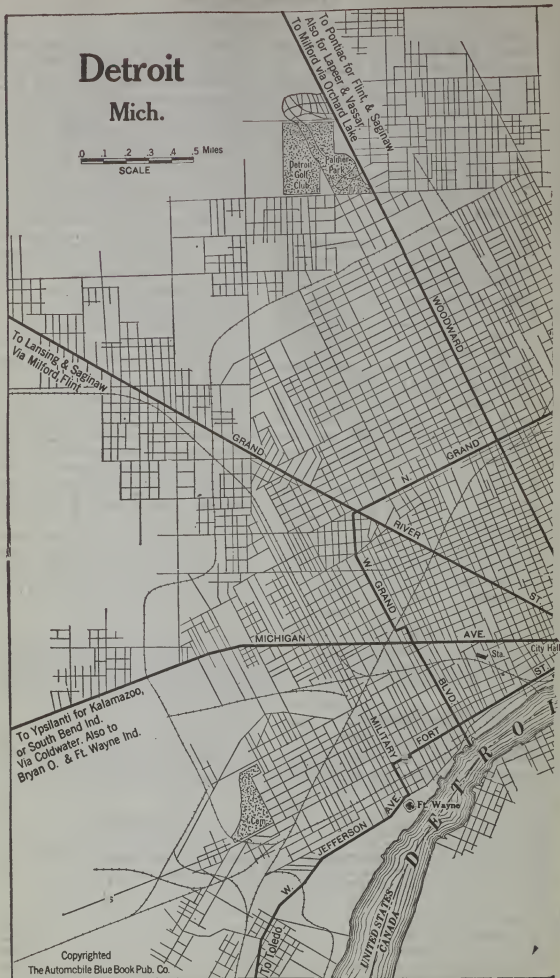 Detroit
Mich.
.0 .1 .2 .3 .4 .5 Miles
SCALE
To Pontiac for Flint, & Saginaw
Also for Lapeer & Vassar
To Milford via Orchard Lake
Detroit
Golf
Club
Palmer
Park
WOODWARD
To Lansing & Saginaw
Via Milford, Flint
GRAND
N. GRAND
RIVER
W. GRAND
ST.
MICHIGAN AVE.
Sta.
City Hall
BLVD.
To Ypsilanti for Kalamazoo,
or South Bend Ind.
Via Coldwater. Also to
Bryan O. & Ft. Wayne Ind.
MILITARY
FORT
ST.
AVE.
Ft. Wayne
W. JEFFERSON
DETROI
Cem.
UNITED STATES
CANADA
To Toledo
Copyrighted
The Automobile Blue Book Pub. Co.